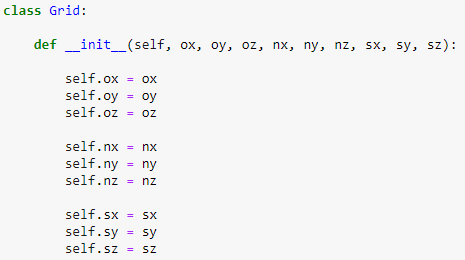 class Grid:
def __init__(self, ox, oy, oz, nx, ny, nz, sx, sy, sz):
self.ox = ox
self.oy = oy
self.oz = oz
self.nx = nx
self.ny = ny
self.nz = nz
self.sx = sx
self.sy = sy
self.sz = sz